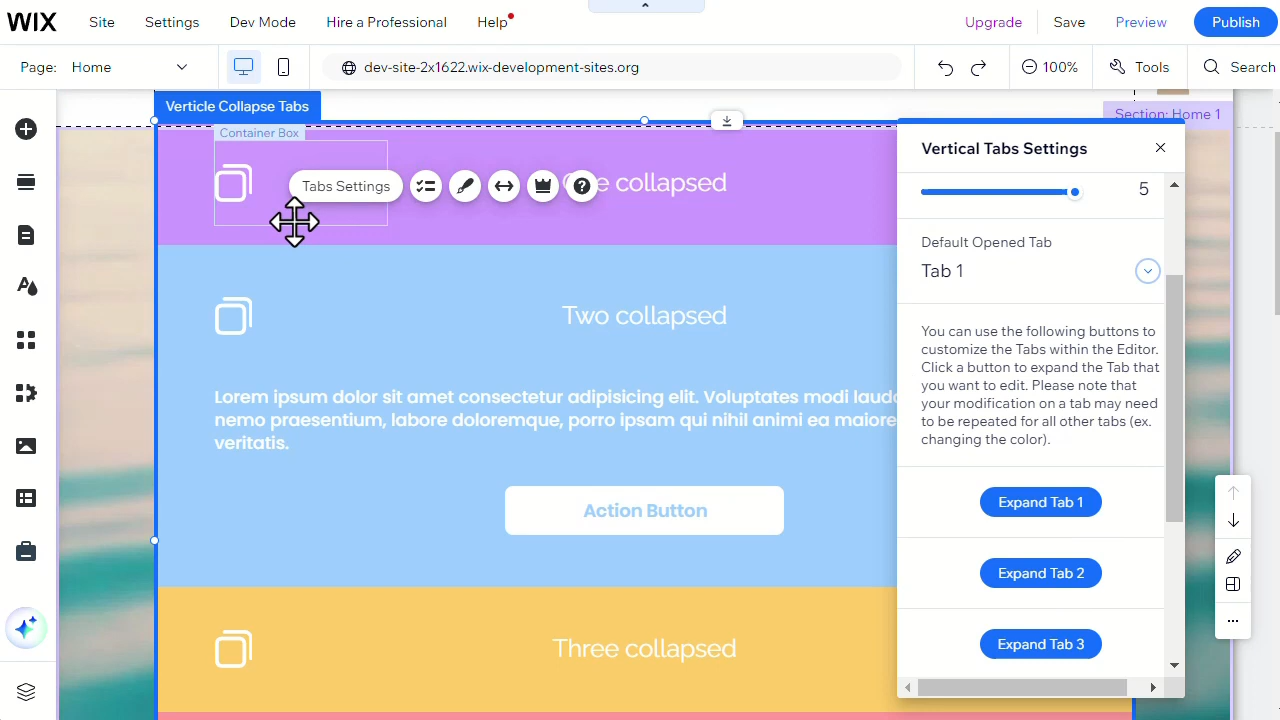 WIX Site Settings Dev Mode Hire a Professional Help Upgrade Save Preview Publish
Page: Home dev-site-2x1622.wix-development-sites.org 100% Tools Search
Verticle Collapse Tabs
Section: Home 1
Container Box
Tabs Settings
?
e collapsed
Two collapsed
Lorem ipsum dolor sit amet consectetur adipisicing elit. Voluptates modi laud
nemo praesentium, labore doloremque, porro ipsam qui nihil animi ea maiore
veritatis.
Action Button
Three collapsed
Vertical Tabs Settings
5
Default Opened Tab
Tab 1
You can use the following buttons to
customize the Tabs within the Editor.
Click a button to expand the Tab that
you want to edit. Please note that
your modification on a tab may need
to be repeated for all other tabs (ex.
changing the color).
Expand Tab 1
Expand Tab 2
Expand Tab 3